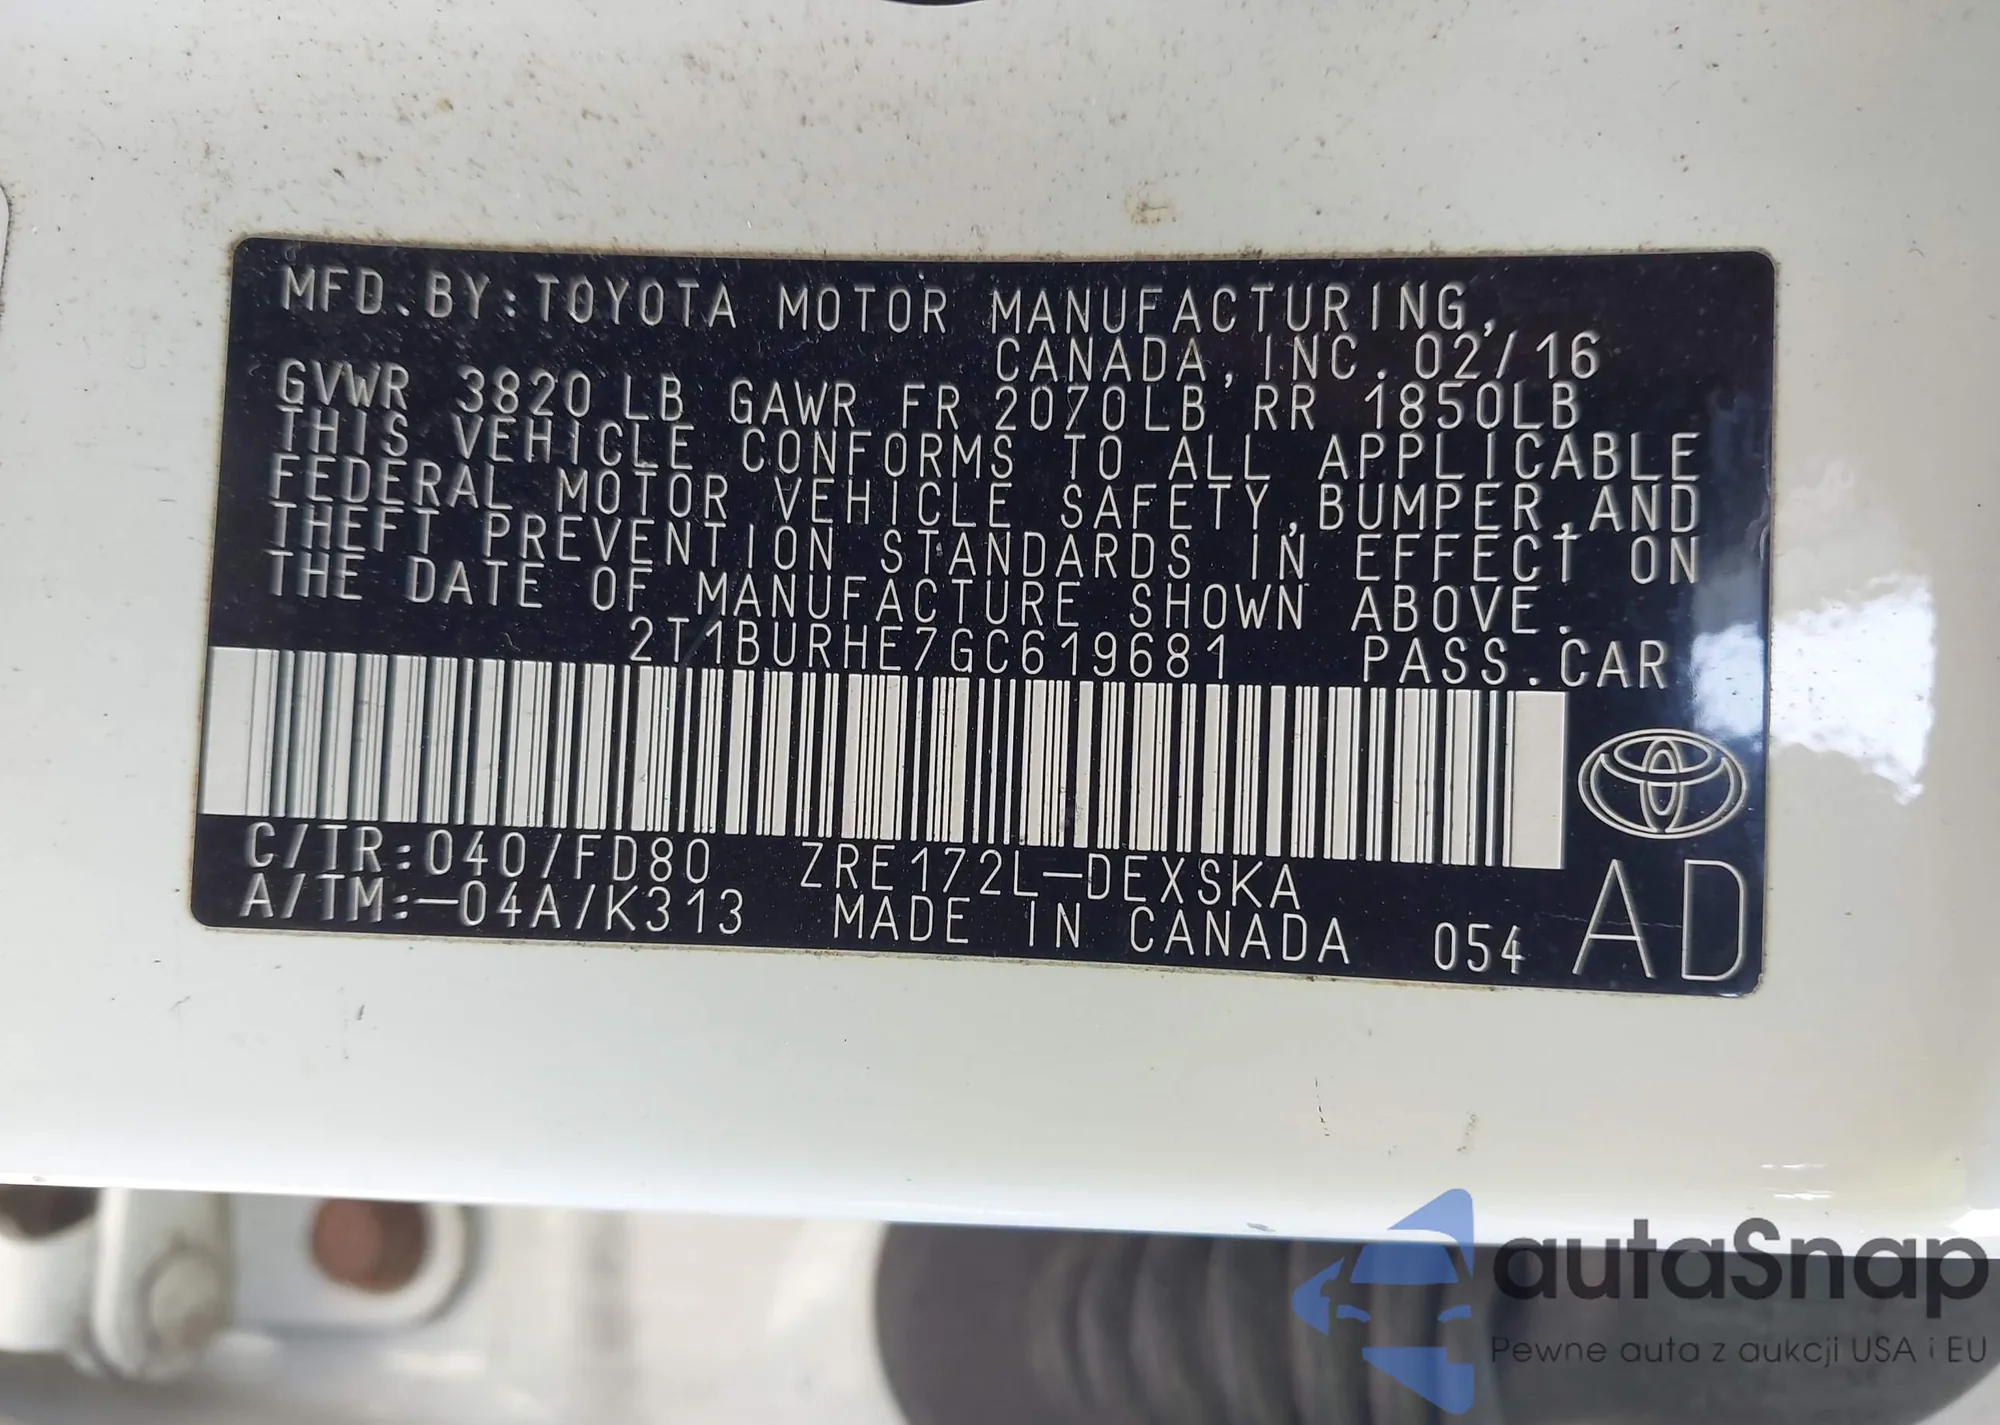 MFD.BY:TOYOTA MOTOR MANUFACTURING,
CANADA, INC. 02/16
GVWR 3820 LB GAWR FR 2070LB RR 1850LB
THIS VEHICLE CONFORMS TO ALL APPLICABLE
FEDERAL MOTOR VEHICLE SAFETY,BUMPER,AND
THEFT PREVENTION STANDARDS IN EFFECT ON
THE DATE OF MANUFACTURE SHOWN ABOVE.
2T1BURHE7GC619681 PASS.CAR
C/TR:040/FD80 ZRE172L-DEXSKA
A/TM:-04A/K313 MADE IN CANADA 054 AD
autaSnap
Pewne auta z aukcji USA i EU